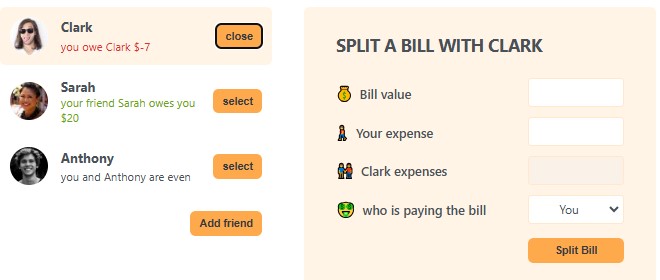 Clark
you owe Clark $-7
close
Sarah
your friend Sarah owes you
$20
select
Anthony
you and Anthony are even
select
Add friend
SPLIT A BILL WITH CLARK
Bill value
Your expense
Clark expenses
who is paying the bill
You
Split Bill